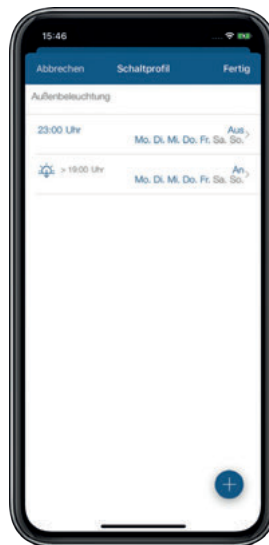 15:46
Abbrechen Schaltprofil Fertig
Außenbeleuchtung
23:00 Uhr Aus
Mo. Di. Mi. Do. Fr. Sa. So.
> 19:00 Uhr An
Mo. Di. Mi. Do. Fr. Sa. So.